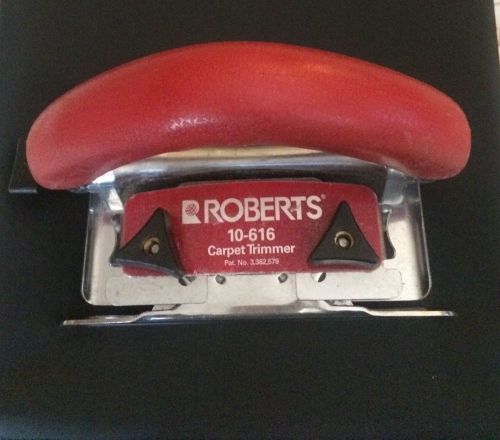 ROBERTS®
10-616
Carpet Trimmer
Pat. No. 3,382,579